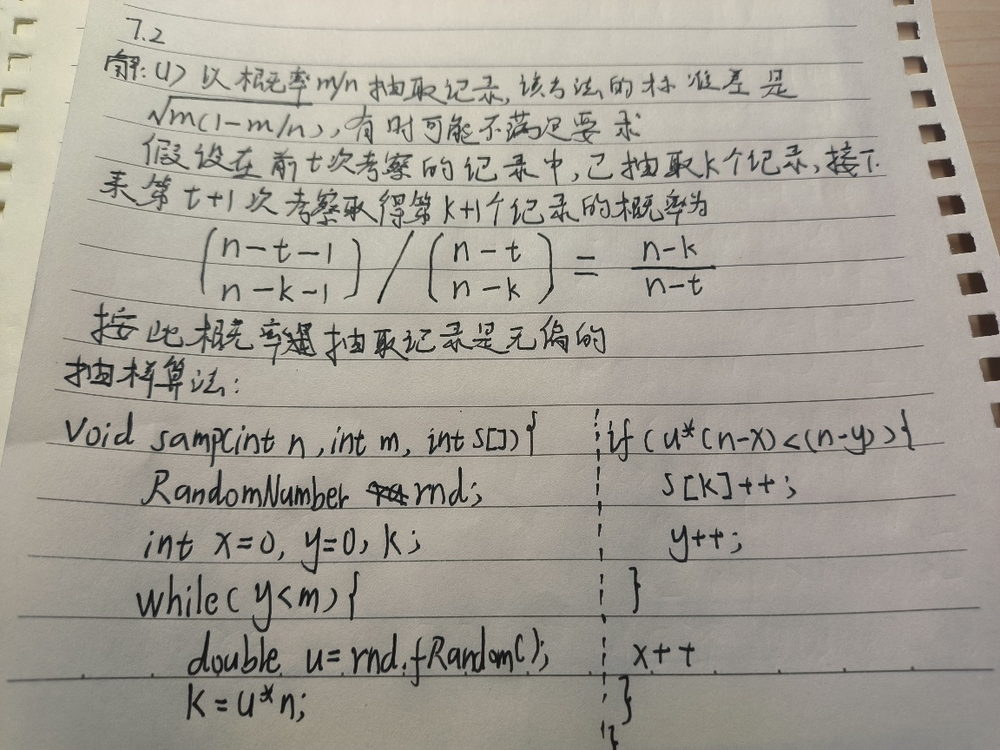 7.2
解:(1) 以概率m/n抽取记录,该方法的标准差是
√m(1-m/n),有时可能不满足要求
假设在前t次考察的纪录中,已抽取k个纪录,接下
来第t+1次考察取得第k+1个纪录的概率为
(n-t-1 n-k-1) / (n-t n-k) = n-k / n-t
按此概率抽取记录是无偏的
抽样算法:
void samp(int n, int m, int s[]){
RandomNumber rnd;
int x=0, y=0, k;
while( y<m){
double u= rnd.fRandom();
k=u*n;
if (u*(n-x)<(n-y)){
s[k]++;
y++;
}
x++
}
}